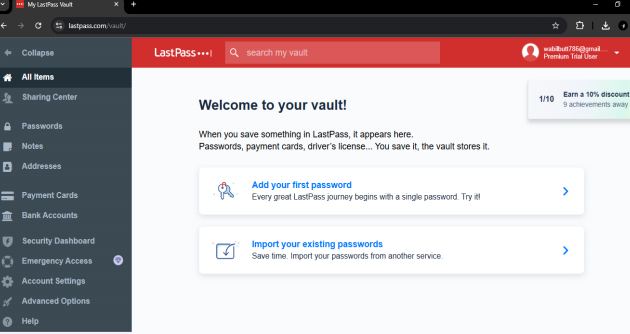 My LastPass Vault
lastpass.com/vault/
Collapse
LastPass
search my vault
wabilbutt786@gmail....
Premium Trial User
All Items
Sharing Center
Passwords
Notes
Addresses
Payment Cards
Bank Accounts
Security Dashboard
Emergency Access
Account Settings
Advanced Options
Help
1/10
Earn a 10% discount
9 achievements away
Welcome to your vault!
When you save something in LastPass, it appears here.
Passwords, payment cards, driver's license... You save it, the vault stores it.
Add your first password
Every great LastPass journey begins with a single password. Try it!
Import your existing passwords
Save time. Import your passwords from another service.